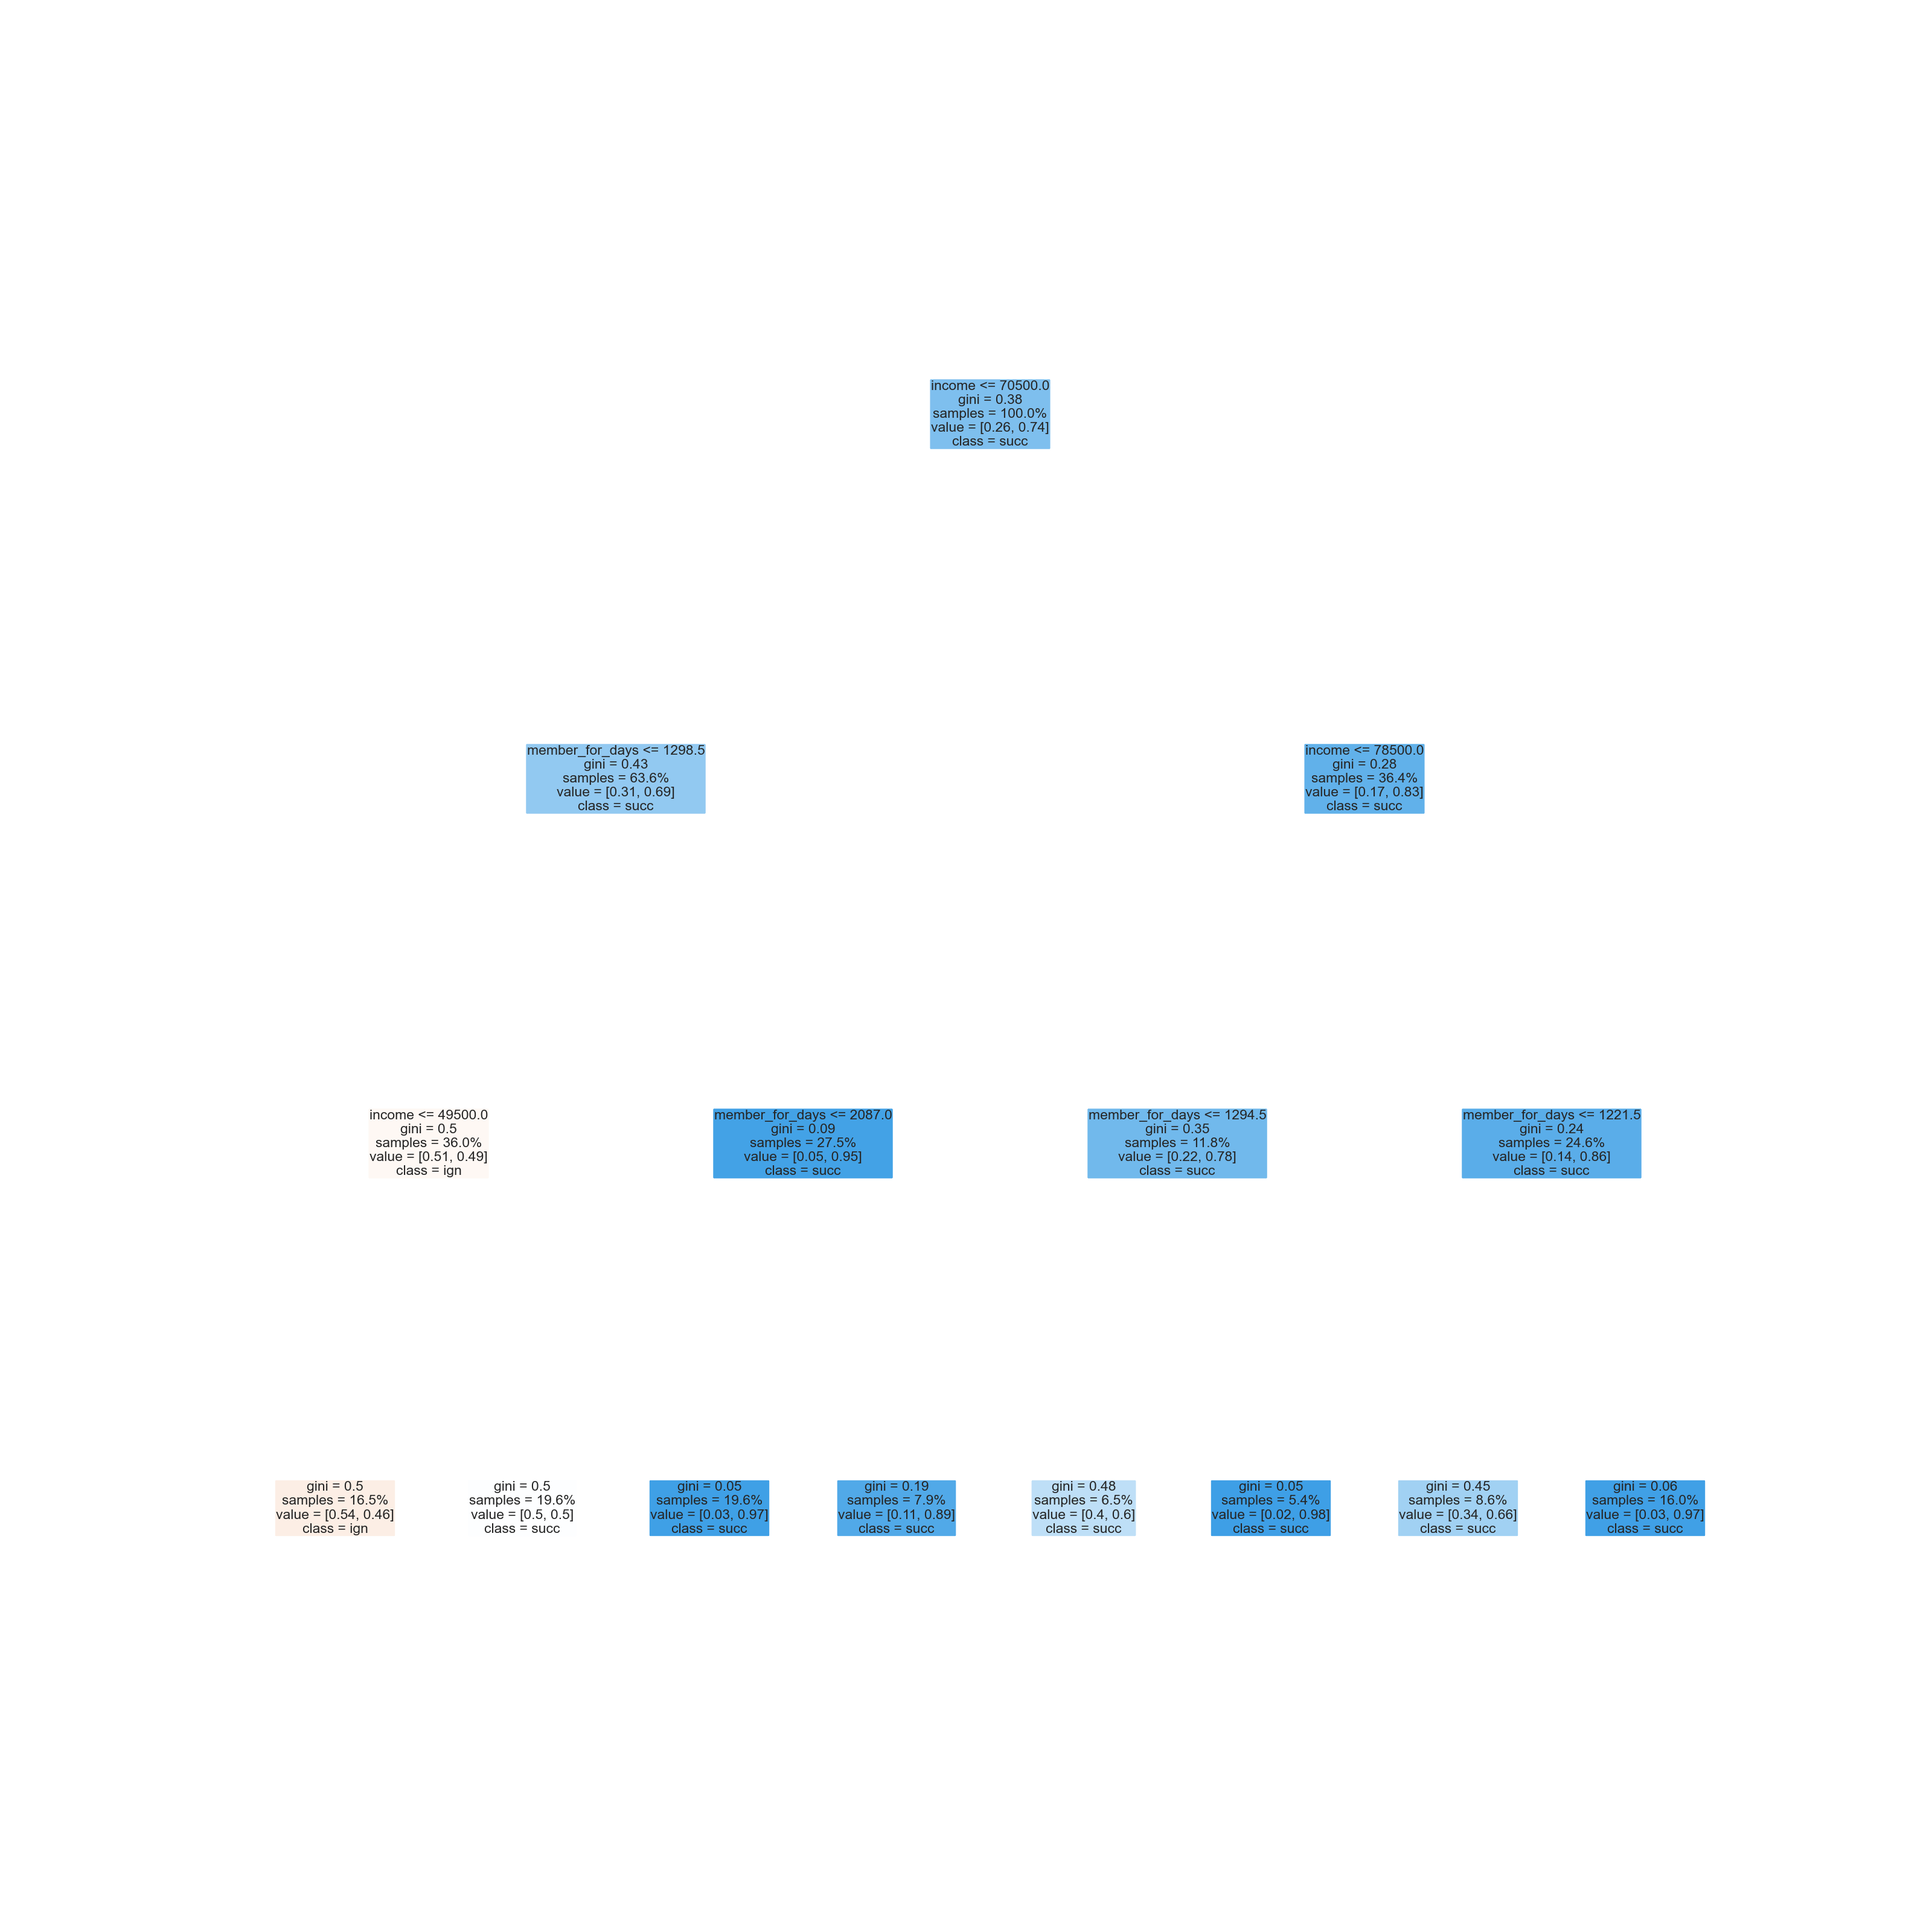 income <= 70500.0
gini = 0.38
samples = 100.0%
value = [0.26, 0.74]
class = succ
member_for_days <= 1298.5
gini = 0.43
samples = 63.6%
value = [0.31, 0.69]
class = succ
income <= 78500.0
gini = 0.28
samples = 36.4%
value = [0.17, 0.83]
class = succ
income <= 49500.0
gini = 0.5
samples = 36.0%
value = [0.51, 0.49]
class = ign
member_for_days <= 2087.0
gini = 0.09
samples = 27.5%
value = [0.05, 0.95]
class = succ
member_for_days <= 1294.5
gini = 0.35
samples = 11.8%
value = [0.22, 0.78]
class = succ
member_for_days <= 1221.5
gini = 0.24
samples = 24.6%
value = [0.14, 0.86]
class = succ
gini = 0.5
samples = 16.5%
value = [0.54, 0.46]
class = ign
gini = 0.5
samples = 19.6%
value = [0.5, 0.5]
class = succ
gini = 0.05
samples = 19.6%
value = [0.03, 0.97]
class = succ
gini = 0.19
samples = 7.9%
value = [0.11, 0.89]
class = succ
gini = 0.48
samples = 6.5%
value = [0.4, 0.6]
class = succ
gini = 0.05
samples = 5.4%
value = [0.02, 0.98]
class = succ
gini = 0.45
samples = 8.6%
value = [0.34, 0.66]
class = succ
gini = 0.06
samples = 16.0%
value = [0.03, 0.97]
class = succ